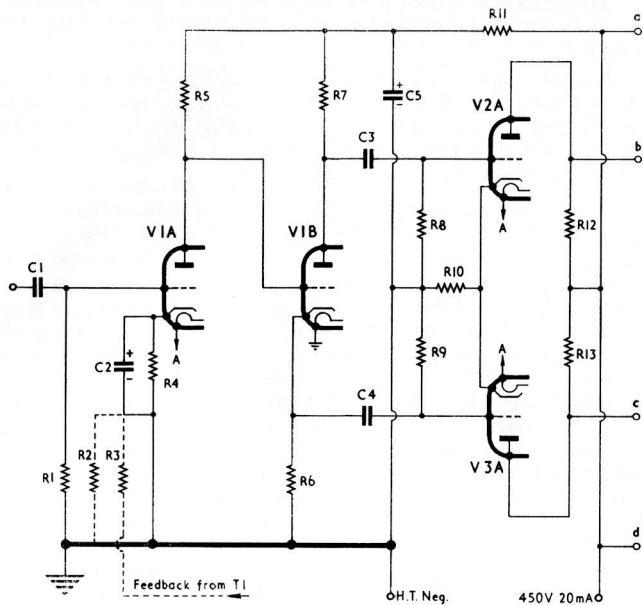 R11
a
R5
R7
C5
+
-
V2A
C3
b
A
R8
R12
V1A
V1B
C1
R10
A
C2
+
-
R4
R9
A
R13
C4
c
R2
R3
V3A
R1
R6
d
Feedback from T1
H.T. Neg.
450V 20mA